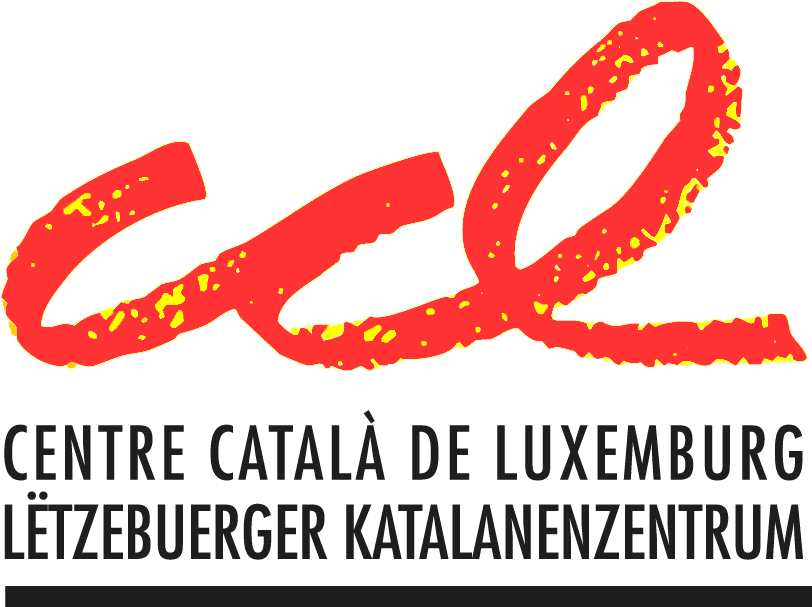 ccl
CENTRE CATALÀ DE LUXEMBURG
LËTZEBUERGER KATALANENZENTRUM